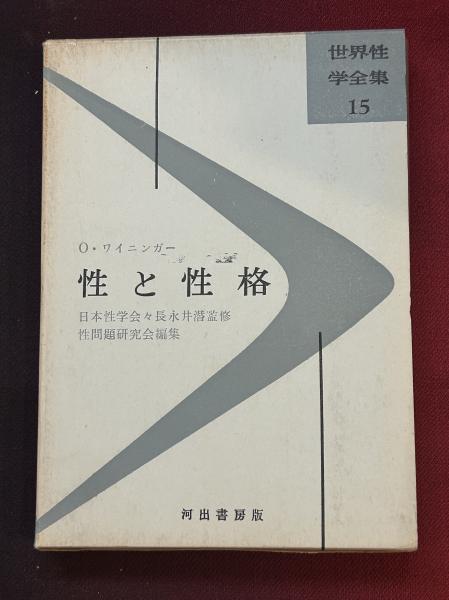 世界性
学全集
15
O・ワイニンガー
性と性格
日本性学会々長永井潜監修
性問題研究会編集
河出書房版